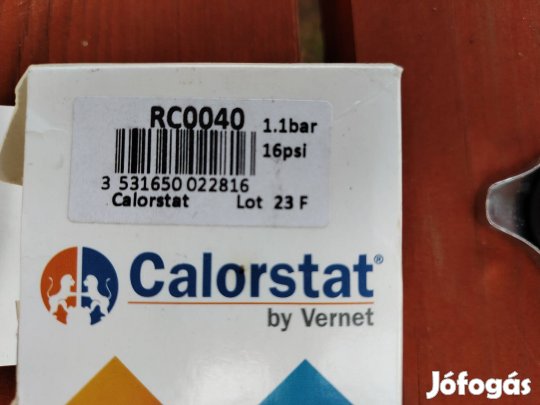 RC0040
1.1bar
16psi
3 531650 022816
Calorstat Lot 23 F
Calorstat®
by Vernet
Jófogás